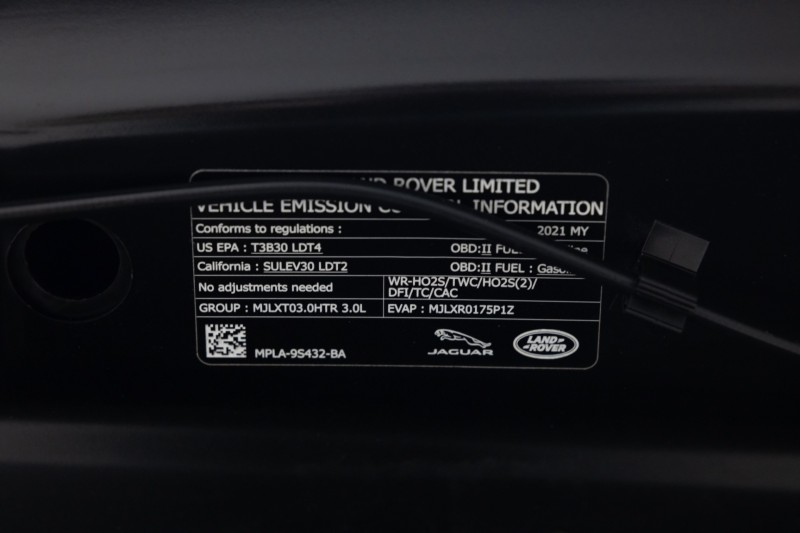 ROVER LIMITED
VEHICLE EMISSION INFORMATION
Conforms to regulations : 2021 MY
US EPA : T3B30 LDT4 OBD:II FUEL
California : SULEV30 LDT2 OBD:II FUEL :
No adjustments needed WR-HO2S/TWC/HO2S(2)/
DFI/TC/CAC
GROUP : MJLXT03.0HTR 3.0L EVAP : MJLXR0175P1Z
MPLA-9S432-BA JAGUAR LAND ROVER